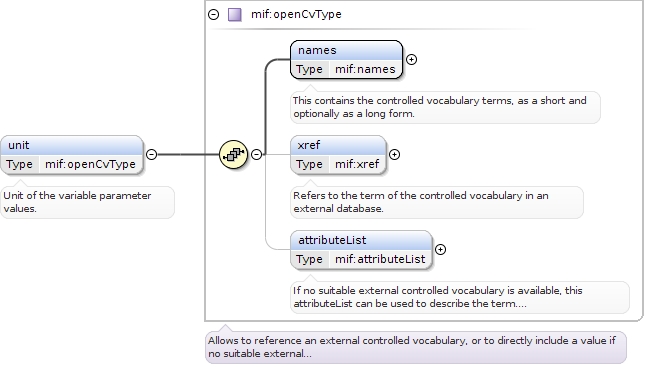 mif:openCvType
names
Type mif:names
This contains the controlled vocabulary terms, as a short and
optionally as a long form.
unit
Type mif:openCvType
Unit of the variable parameter
values.
xref
Type mif:xref
Refers to the term of the controlled vocabulary in an
external database.
attributeList
Type mif:attributeList
If no suitable external controlled vocabulary is available, this
attributeList can be used to describe the term....
Allows to reference an external controlled vocabulary, or to directly include a value if
no suitable external...